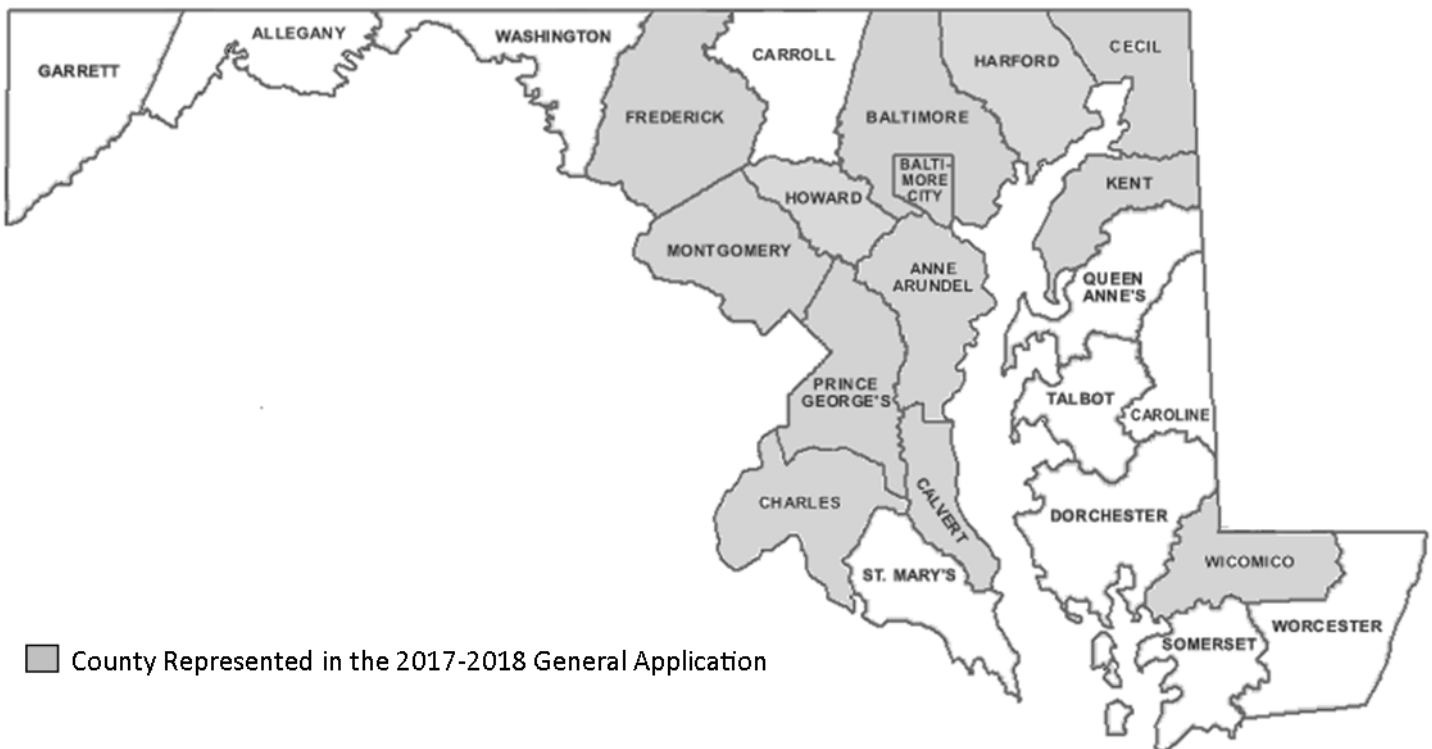 ALLEGANY
WASHINGTON
GARRETT
CARROLL
HARFORD
CECIL
FREDERICK
BALTIMORE
BALTI-
MORE
CITY
KENT
HOWARD
MONTGOMERY
ANNE
ARUNDEL
QUEEN
ANNE'S
PRINCE
GEORGE'S
TALBOT
CAROLINE
CHARLES
CALVERT
DORCHESTER
ST. MARY'S
WICOMICO
SOMERSET
WORCESTER
County Represented in the 2017-2018 General Application